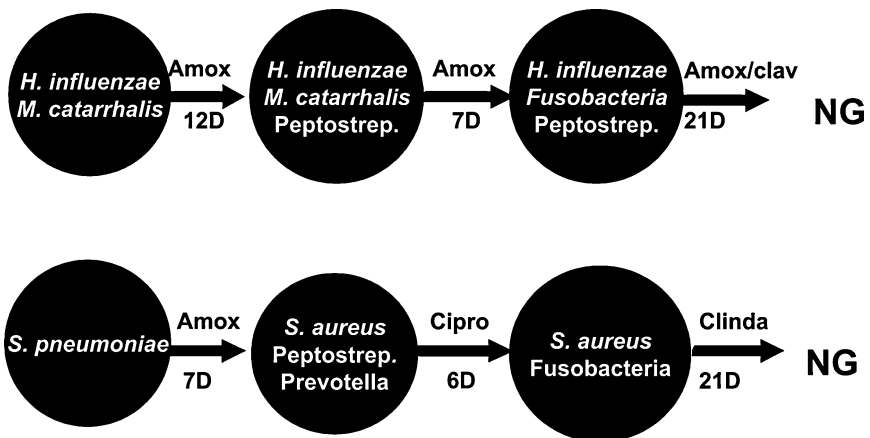 H. influenzae
M. catarrhalis
Amox
12D
H. influenzae
M. catarrhalis
Peptostrep.
Amox
7D
H. influenzae
Fusobacteria
Peptostrep.
Amox/clav
21D
NG
S. pneumoniae
Amox
7D
S. aureus
Peptostrep.
Prevotella
Cipro
6D
S. aureus
Fusobacteria
Clinda
21D
NG